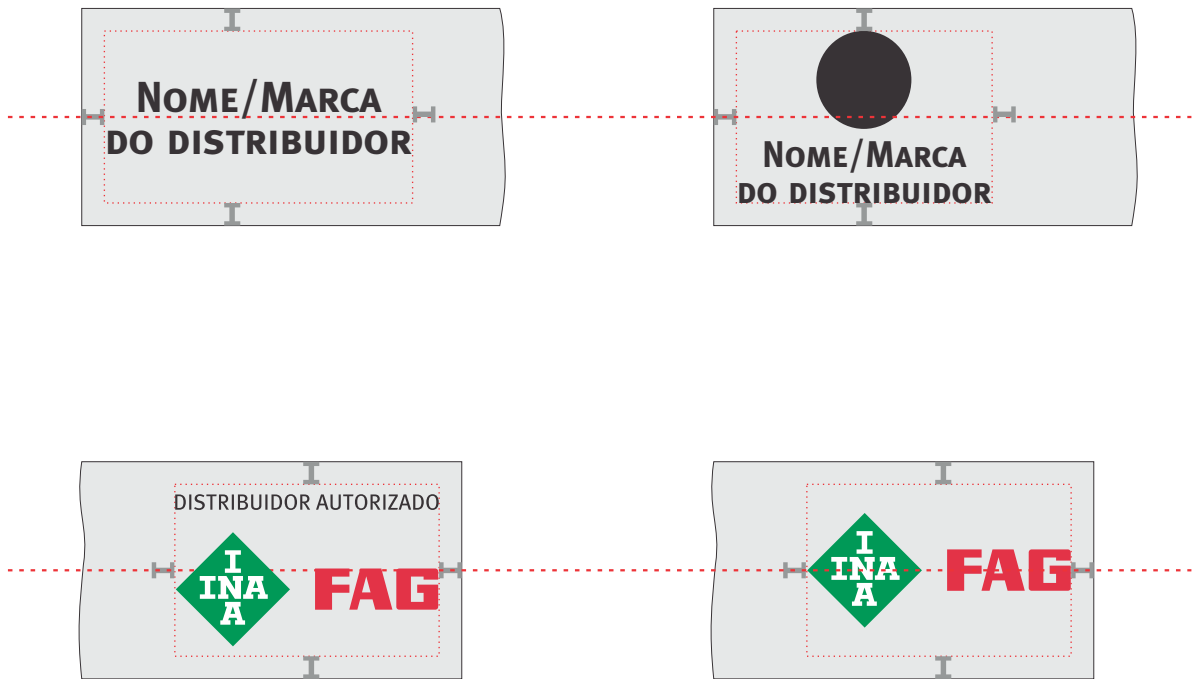 NOME/MARCA
DO DISTRIBUIDOR
NOME/MARCA
DO DISTRIBUIDOR
DISTRIBUIDOR AUTORIZADO
I
INA
A
FAG
I
INA
A
FAG